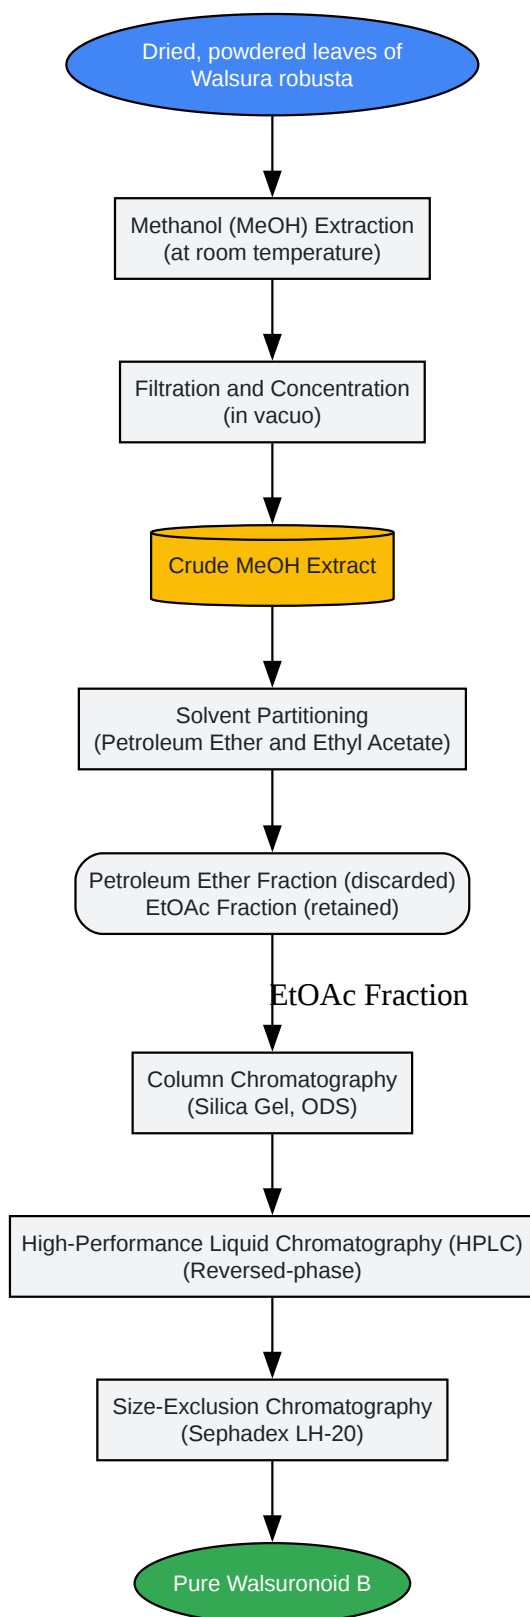 Dried, powdered leaves of
Walsura robusta
Methanol (MeOH) Extraction
(at room temperature)
Filtration and Concentration
(in vacuo)
Crude MeOH Extract
Solvent Partitioning
(Petroleum Ether and Ethyl Acetate)
Petroleum Ether Fraction (discarded)
EtOAc Fraction (retained)
EtOAc Fraction
Column Chromatography
(Silica Gel, ODS)
High-Performance Liquid Chromatography (HPLC)
(Reversed-phase)
Size-Exclusion Chromatography
(Sephadex LH-20)
Pure Walsuronoid B